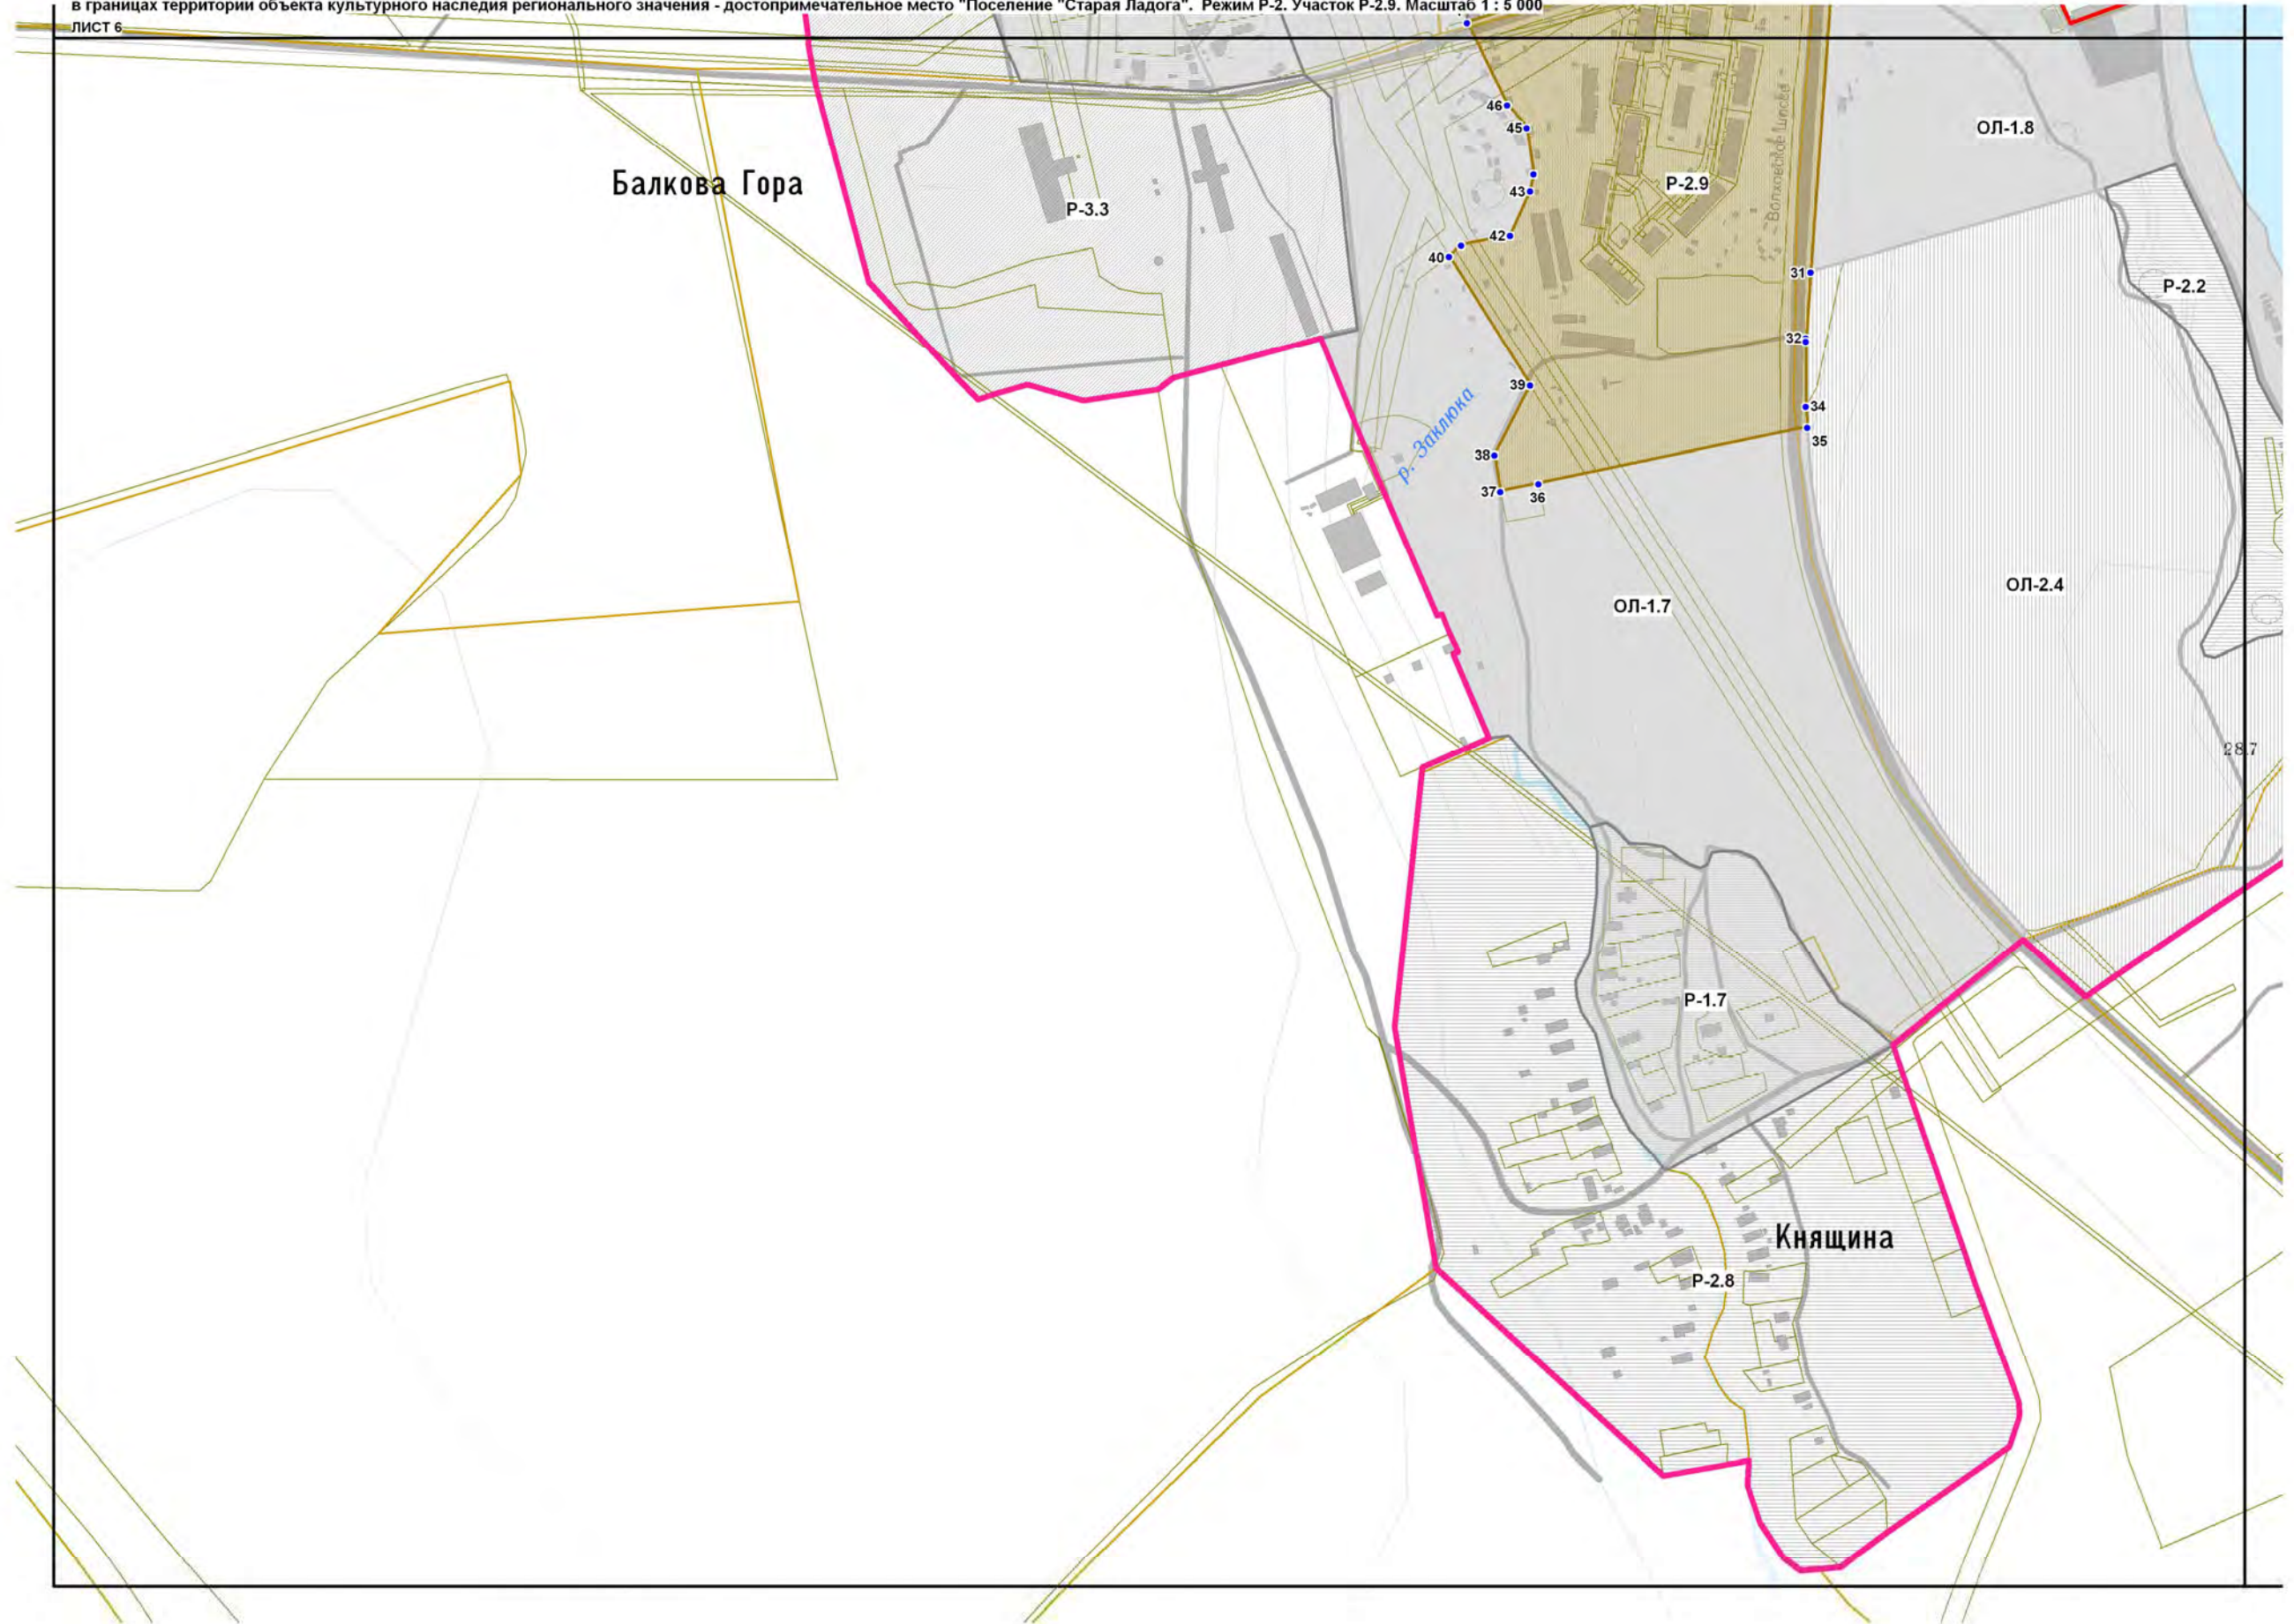 в границах территории объекта культурного наследия регионального значения - достопримечательное место "Поселение "Старая Ладога". Режим Р-2. Участок Р-2.9. Масштаб 1 : 5 000
ЛИСТ 6
46
45
ОЛ-1.8
Волховское шоссе
Балкова Гора
Р-3.3
43
Р-2.9
42
40
31
Р-2.2
32
39
34
р. Заклюка
35
38
37
36
ОЛ-1.7
ОЛ-2.4
28.7
Р-1.7
Княщина
Р-2.8